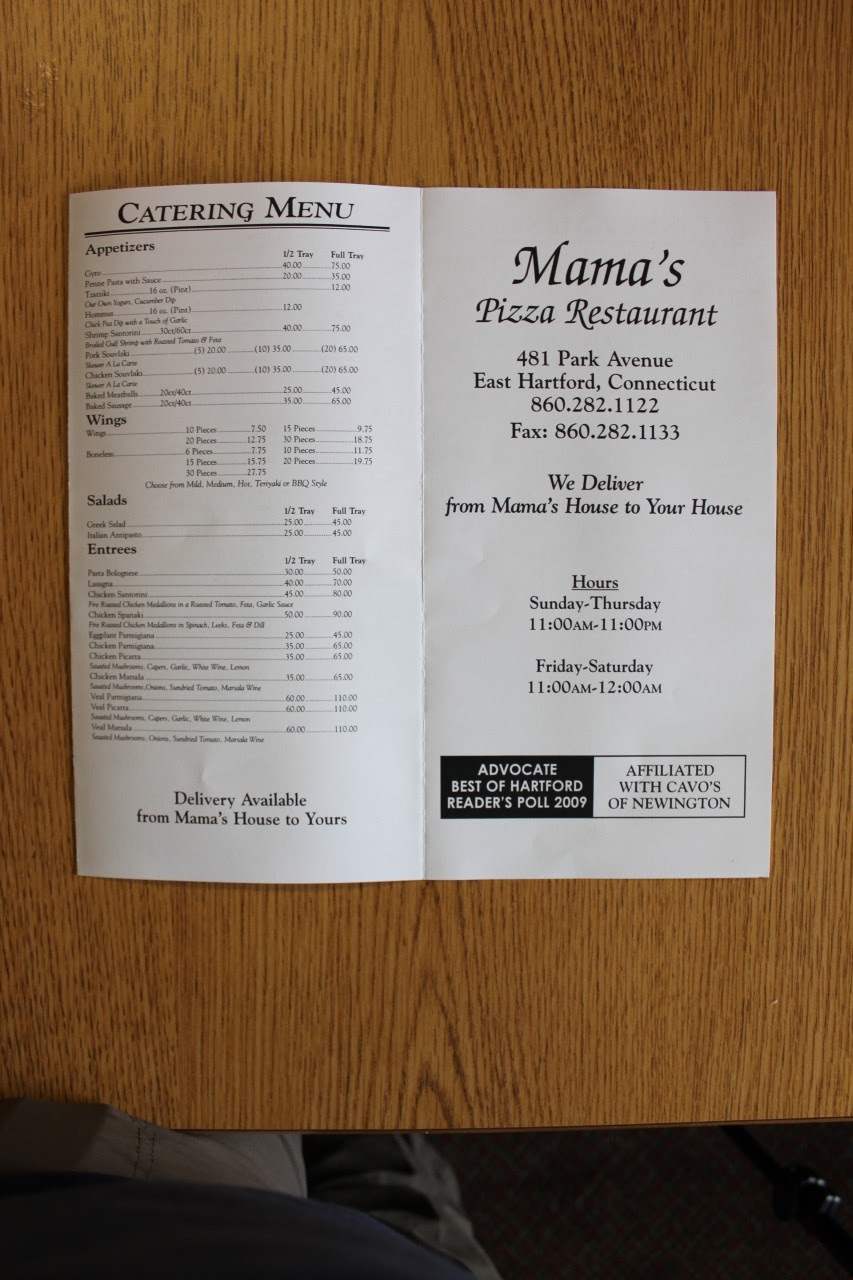 CATERING MENU
Appetizers
1/2 Tray Full Tray
Gyro 40.00 75.00
Penne Pasta with Sauce 20.00 35.00
Tzatziki 16 oz. (Pint) 12.00
Our Own Yogurt, Cucumber Dip
Hommus 16 oz. (Pint) 12.00
Chick Pea Dip with a Touch of Garlic
Shrimp Santorini 30ct/60ct 40.00 75.00
Broiled Gulf Shrimp with Roasted Tomato & Feta
Pork Souvlaki (5) 20.00 (10) 35.00 (20) 65.00
Skewer A La Carte
Chicken Souvlaki (5) 20.00 (10) 35.00 (20) 65.00
Skewer A La Carte
Baked Meatballs 20ct/40ct 25.00 45.00
Baked Sausage 20ct/40ct 35.00 65.00
Wings
Wings 10 Pieces 7.50 15 Pieces 9.75
20 Pieces 12.75 30 Pieces 18.75
Boneless 6 Pieces 7.75 10 Pieces 11.75
15 Pieces 15.75 20 Pieces 19.75
30 Pieces 27.75
Choose from Mild, Medium, Hot, Teriyaki or BBQ Style
Salads
1/2 Tray Full Tray
Greek Salad 25.00 45.00
Italian Antipasto 25.00 45.00
Entrees
1/2 Tray Full Tray
Pasta Bolognese 30.00 50.00
Lasagna 40.00 70.00
Chicken Santorini 45.00 80.00
Fire Roasted Chicken Medallions in a Roasted Tomato, Feta, Garlic Sauce
Chicken Spanaki 50.00 90.00
Fire Roasted Chicken Medallions in Spinach, Leeks, Feta & Dill
Eggplant Parmigiana 25.00 45.00
Chicken Parmigiana 35.00 65.00
Chicken Picatta 35.00 65.00
Sauteed Mushrooms, Capers, Garlic, White Wine, Lemon
Chicken Marsala 35.00 65.00
Sauteed Mushrooms, Onions, Sundried Tomato, Marsala Wine
Veal Parmigiana 60.00 110.00
Veal Picatta 60.00 110.00
Sauteed Mushrooms, Capers, Garlic, White Wine, Lemon
Veal Marsala 60.00 110.00
Sauteed Mushrooms, Onions, Sundried Tomato, Marsala Wine
Delivery Available
from Mama's House to Yours
Mama's
Pizza Restaurant
481 Park Avenue
East Hartford, Connecticut
860.282.1122
Fax: 860.282.1133
We Deliver
from Mama's House to Your House
Hours
Sunday-Thursday
11:00AM-11:00PM
Friday-Saturday
11:00AM-12:00AM
ADVOCATE
BEST OF HARTFORD
READER'S POLL 2009
AFFILIATED
WITH CAVO'S
OF NEWINGTON